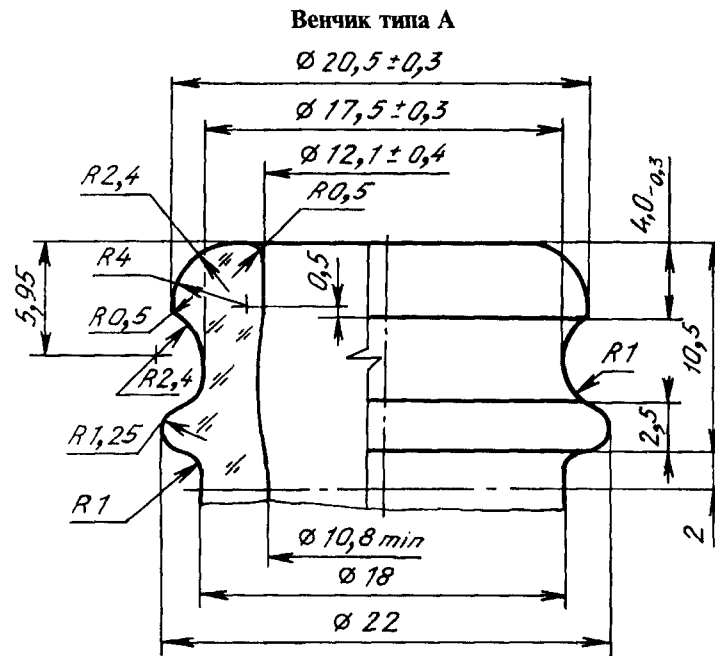 Венчик типа А
Ø 20,5 ±0,3
Ø 17,5 ±0,3
Ø 12,1 ± 0,4
R2,4
R0,5
4,0-0,3
R4
0,5
5,95
R0,5
R2,4
R1
10,5
R1,25
2,5
R1
2
Ø 10,8 min
Ø 18
Ø 22